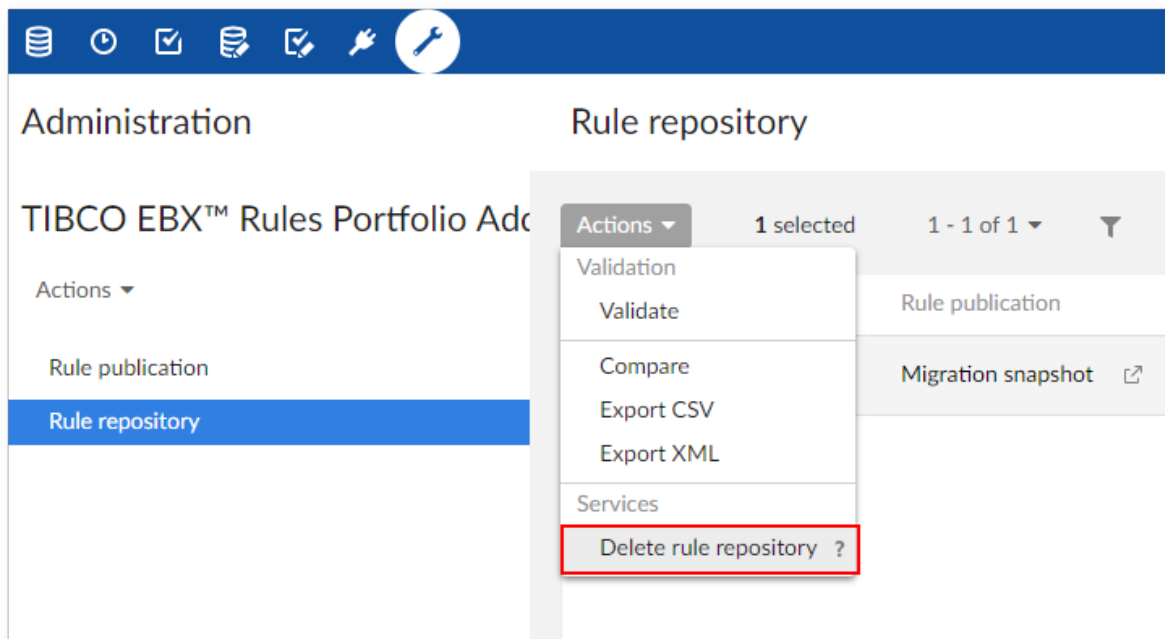 Administration
Rule repository
TIBCO EBX™ Rules Portfolio Add
Actions
1 selected
1 - 1 of 1
Actions
Rule publication
Rule repository
Validation
Validate
Compare
Export CSV
Export XML
Services
Delete rule repository ?
Rule publication
Migration snapshot